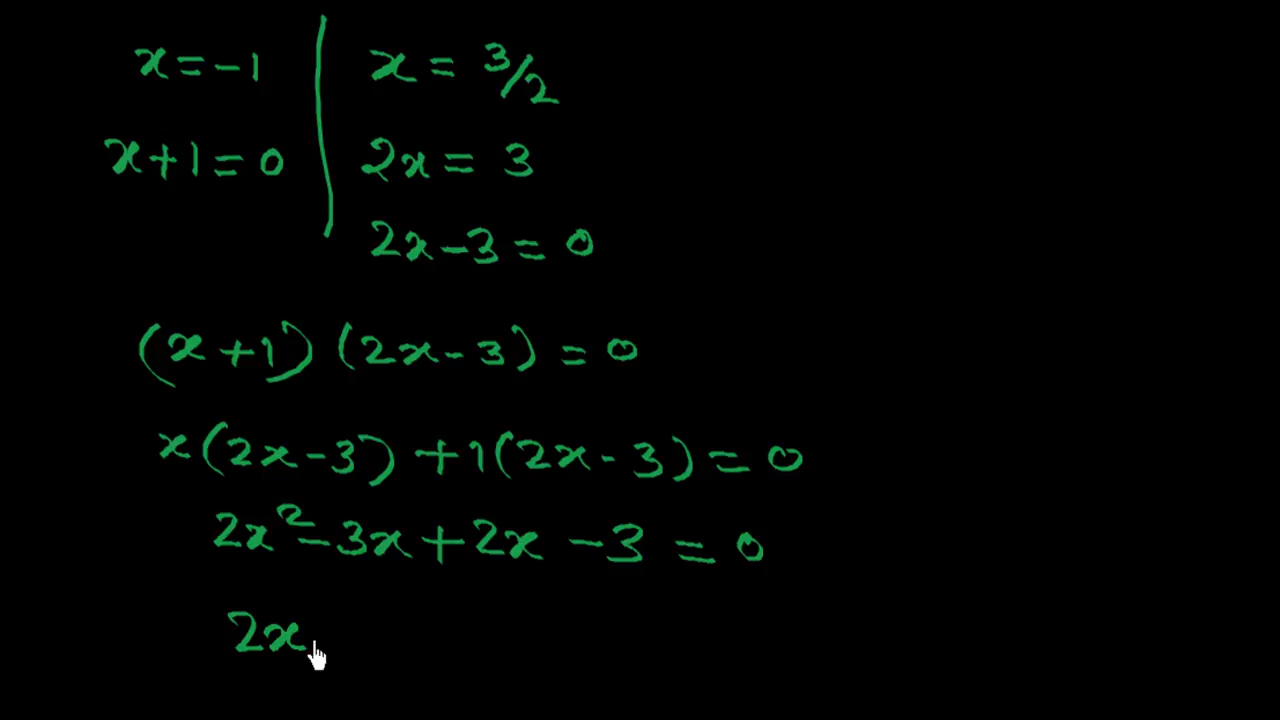 x = -1 | x = 3/2
x+1 = 0 | 2x = 3
2x-3 = 0
(x+1) (2x-3) = 0
x(2x-3) +1(2x-3) = 0
2x² -3x+2x -3 = 0
2x